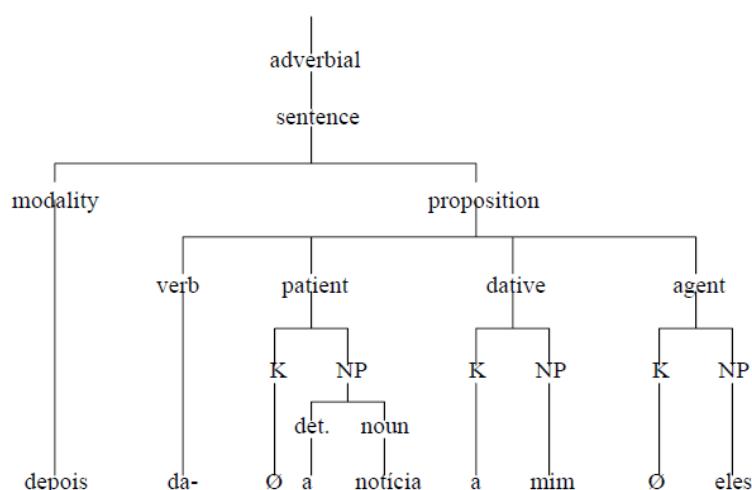 adverbial
sentence
modality proposition
verb patient dative agent
K NP K NP K NP
det. noun
depois da- Ø a notícia a mim Ø eles